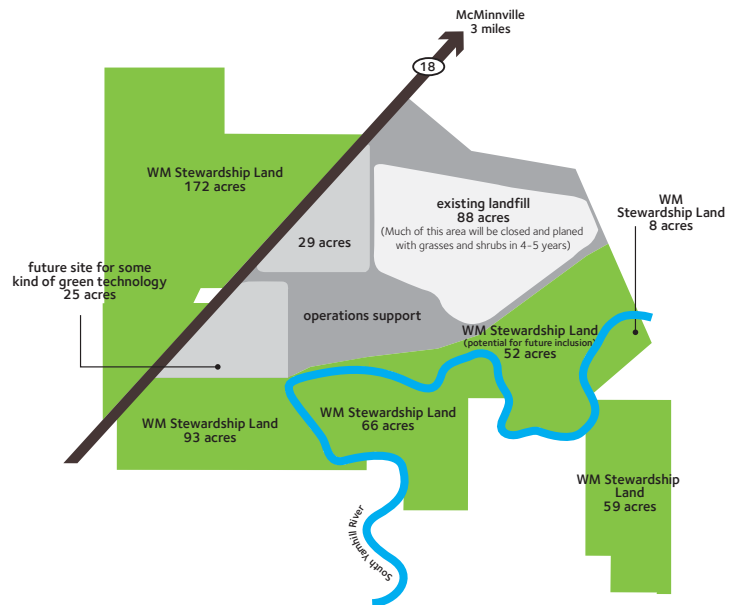 McMinnville
3 miles
18
WM Stewardship Land
172 acres
existing landfill
88 acres
(Much of this area will be closed and planed
with grasses and shrubs in 4-5 years)
WM
Stewardship Land
8 acres
29 acres
future site for some
kind of green technology
25 acres
operations support
WM Stewardship Land
(potential for future inclusion)
52 acres
WM Stewardship Land
93 acres
WM Stewardship Land
66 acres
WM Stewardship
Land
59 acres
South Yamhill River